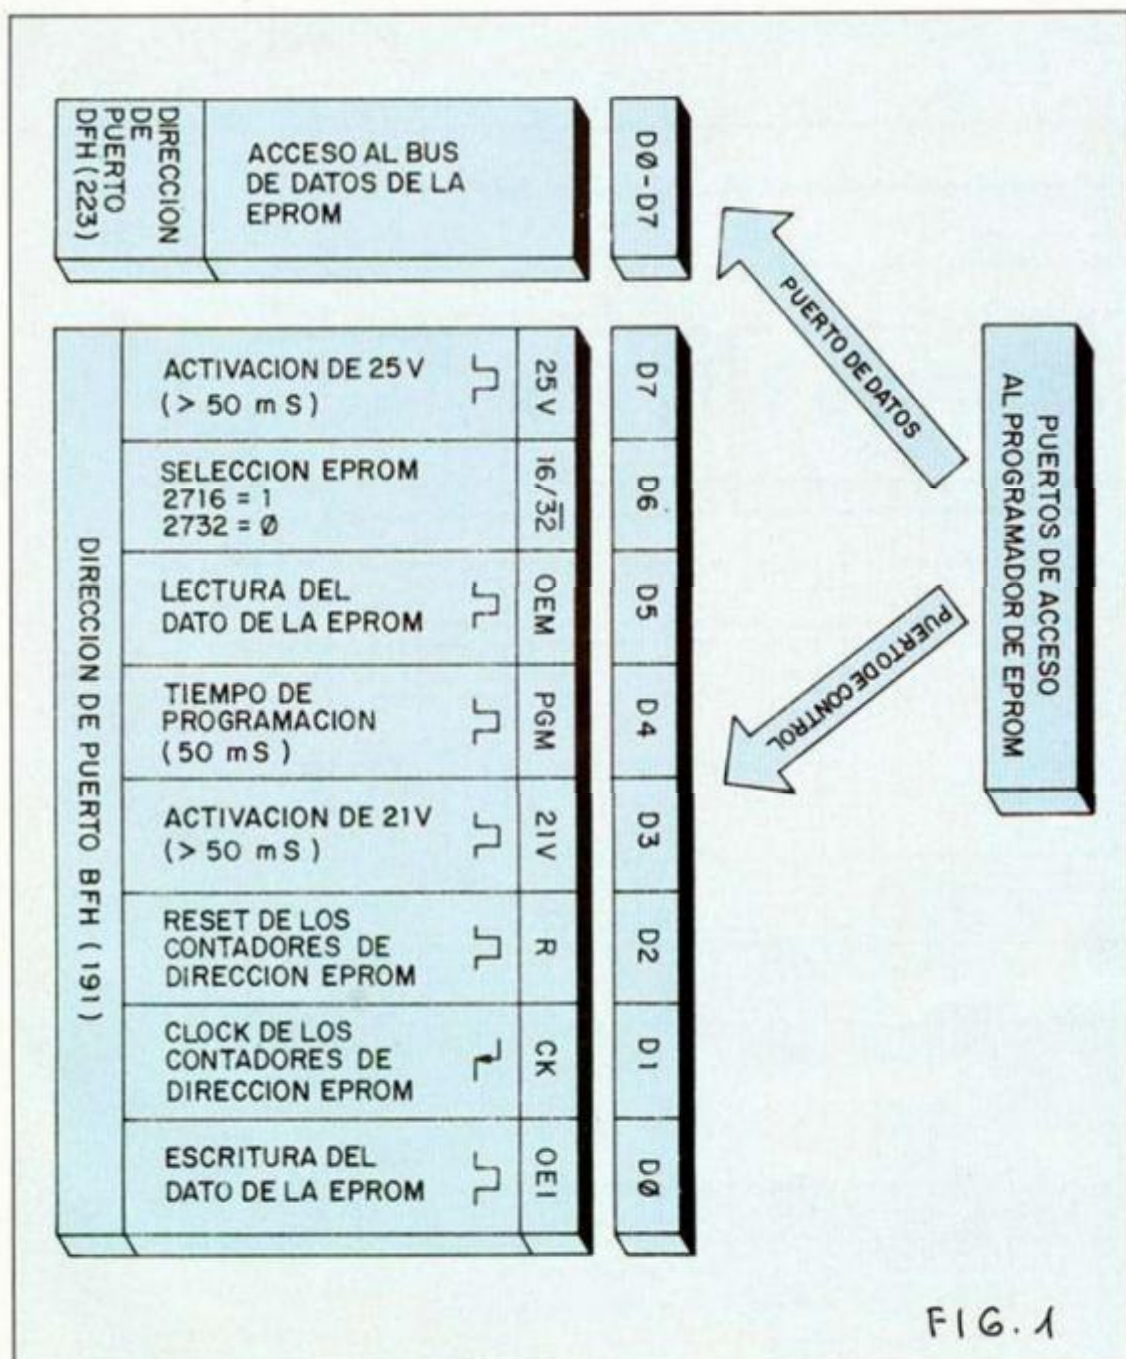 DIRECCION
DE
PUERTO
DFH (223)
ACCESO AL BUS
DE DATOS DE LA
EPROM
DØ-D7
PUERTO DE DATOS
PUERTOS DE ACCESO
AL PROGRAMADOR DE EPROM
PUERTO DE CONTROL
DIRECCION DE PUERTO BFH (191)
ACTIVACION DE 25 V
(> 50 mS)
25V
D7
SELECCION EPROM
2716 = 1
2732 = Ø
16/3̅2̅
D6
LECTURA DEL
DATO DE LA EPROM
OEM
D5
TIEMPO DE
PROGRAMACION
(50 mS)
PGM
D4
ACTIVACION DE 21V
(> 50 mS)
21V
D3
RESET DE LOS
CONTADORES DE
DIRECCION EPROM
R
D2
CLOCK DE LOS
CONTADORES DE
DIRECCION EPROM
CK
D1
ESCRITURA DEL
DATO DE LA EPROM
OEI
DØ
FIG. 1